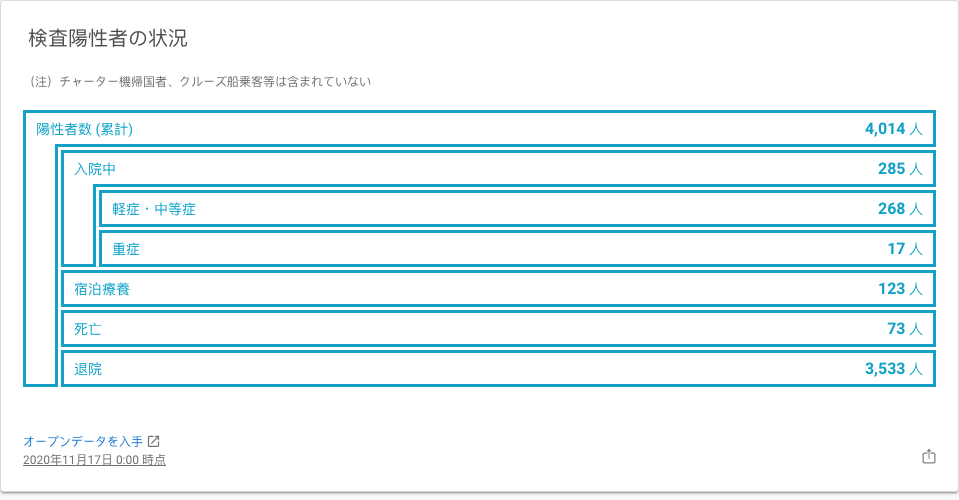 検査陽性者の状況
（注）チャーター機帰国者、クルーズ船乗客等は含まれていない
陽性者数 (累計) 4,014 人
入院中 285 人
軽症・中等症 268 人
重症 17 人
宿泊療養 123 人
死亡 73 人
退院 3,533 人
オープンデータを入手
2020年11月17日 0:00 時点